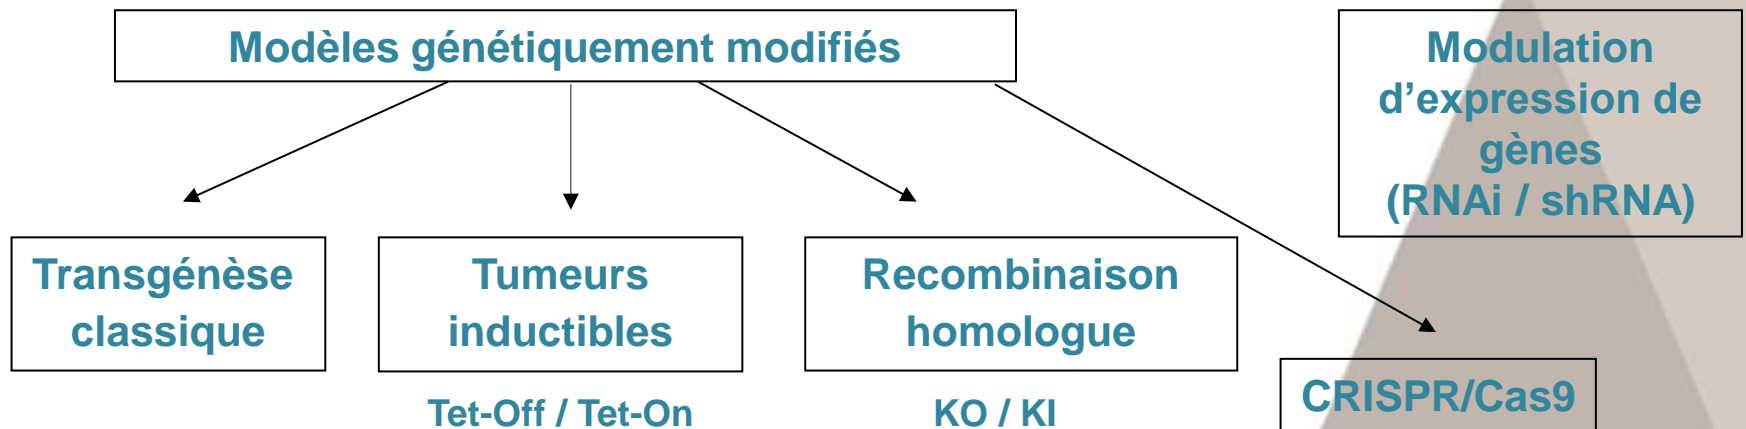 Modèles génétiquement modifiés
Modulation
d’expression de
gènes
(RNAi / shRNA)
Transgénèse
classique
Tumeurs
inductibles
Recombinaison
homologue
CRISPR/Cas9
Tet-Off / Tet-On
KO / KI